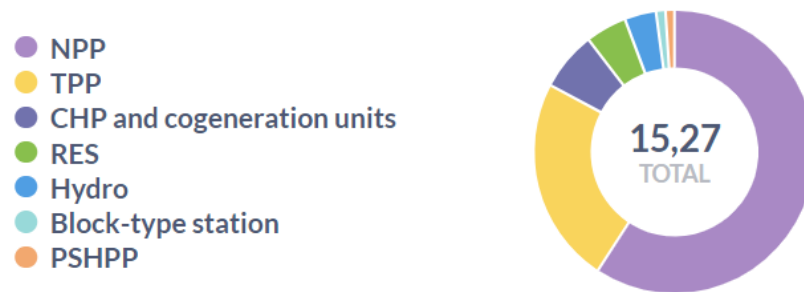 NPP
TPP
CHP and cogeneration units
RES
Hydro
Block-type station
PSHPP
15,27
TOTAL